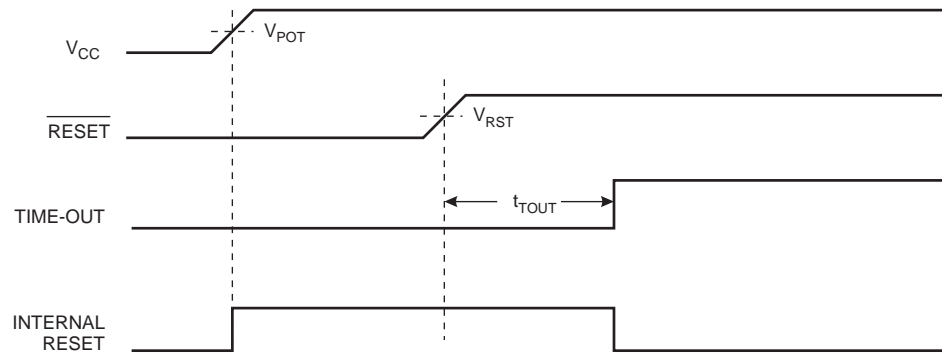 V_CC
V_POT
RESET
V_RST
TIME-OUT
t_TOUT
INTERNAL
RESET